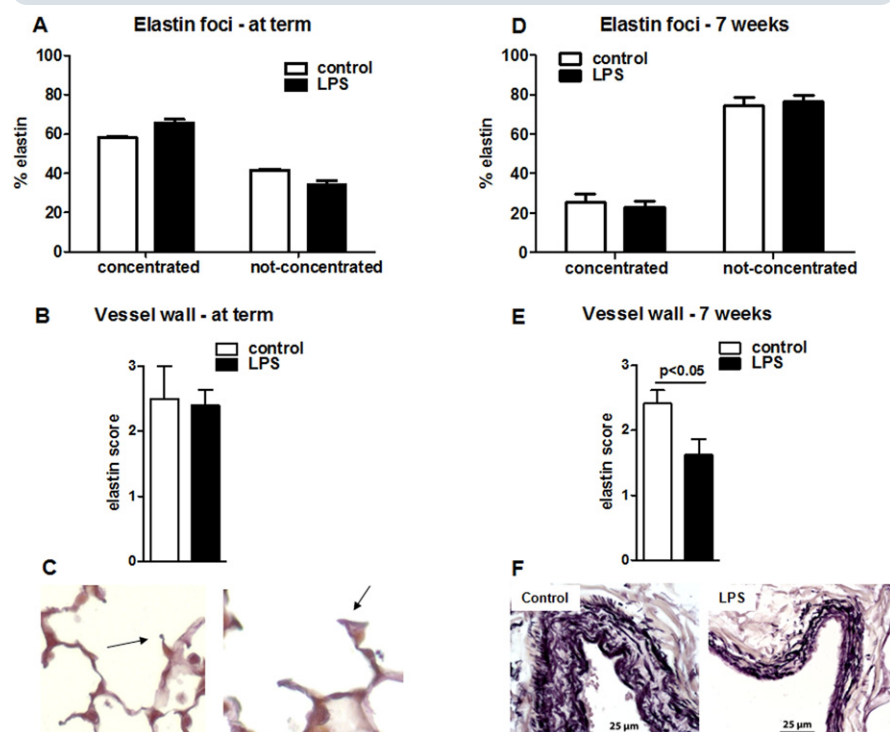 A
Elastin foci - at term
control
LPS
% elastin
100
80
60
40
20
0
concentrated not-concentrated
D
Elastin foci - 7 weeks
control
LPS
% elastin
100
80
60
40
20
0
concentrated not-concentrated
B
Vessel wall - at term
control
LPS
elastin score
3
2
1
0
E
Vessel wall - 7 weeks
control
LPS
p<0.05
elastin score
3
2
1
0
C
F
Control
25 µm
LPS
25 µm